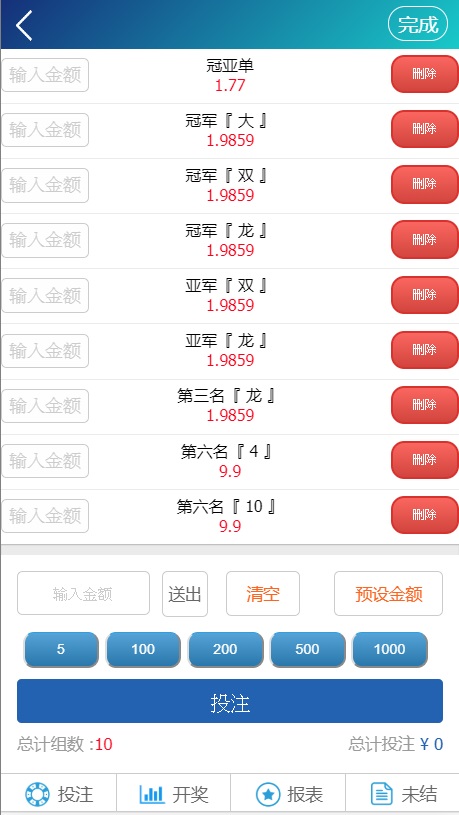 完成
输入金额 冠亚单 删除
1.77
输入金额 冠军『 大 』 删除
1.9859
输入金额 冠军『 双 』 删除
1.9859
输入金额 冠军『 龙 』 删除
1.9859
输入金额 亚军『 双 』 删除
1.9859
输入金额 亚军『 龙 』 删除
1.9859
输入金额 第三名『 龙 』 删除
1.9859
输入金额 第六名『 4 』 删除
9.9
输入金额 第六名『 10 』 删除
9.9
输入金额 送出 清空 预设金额
5 100 200 500 1000
投注
总计组数 :10 总计投注 ¥ 0
投注 开奖 报表 未结